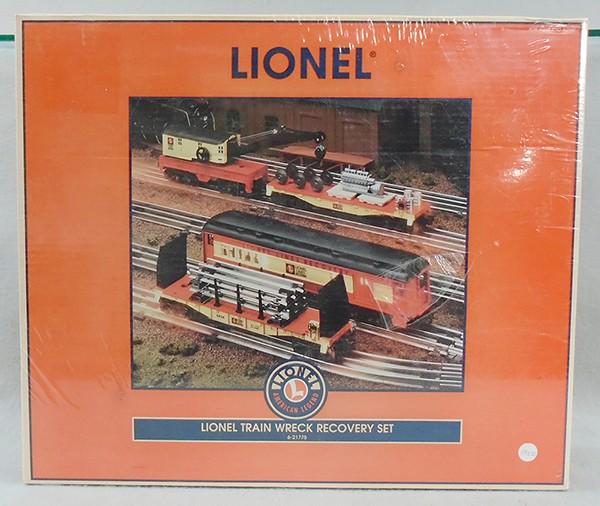 LIONEL®
LIONEL
L
AMERICAN LEGEND
LIONEL TRAIN WRECK RECOVERY SET
6-21778